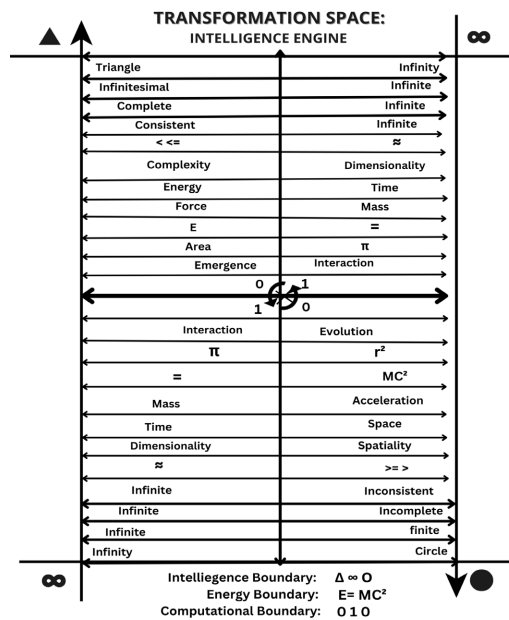 TRANSFORMATION SPACE:
INTELLIGENCE ENGINE
▲ ∞
Triangle Infinity
Infinitesimal Infinite
Complete Infinite
Consistent Infinite
< <= ≈
Complexity Dimensionality
Energy Time
Force Mass
E =
Area π
Emergence Interaction
0 1
1 0
Interaction Evolution
π r²
= MC²
Mass Acceleration
Time Space
Dimensionality Spatiality
≈ >= >
Infinite Inconsistent
Infinite Incomplete
Infinite finite
Infinity Circle
∞ ●
Intelliegence Boundary: Δ ∞ O
Energy Boundary: E= MC²
Computational Boundary: 0 1 0